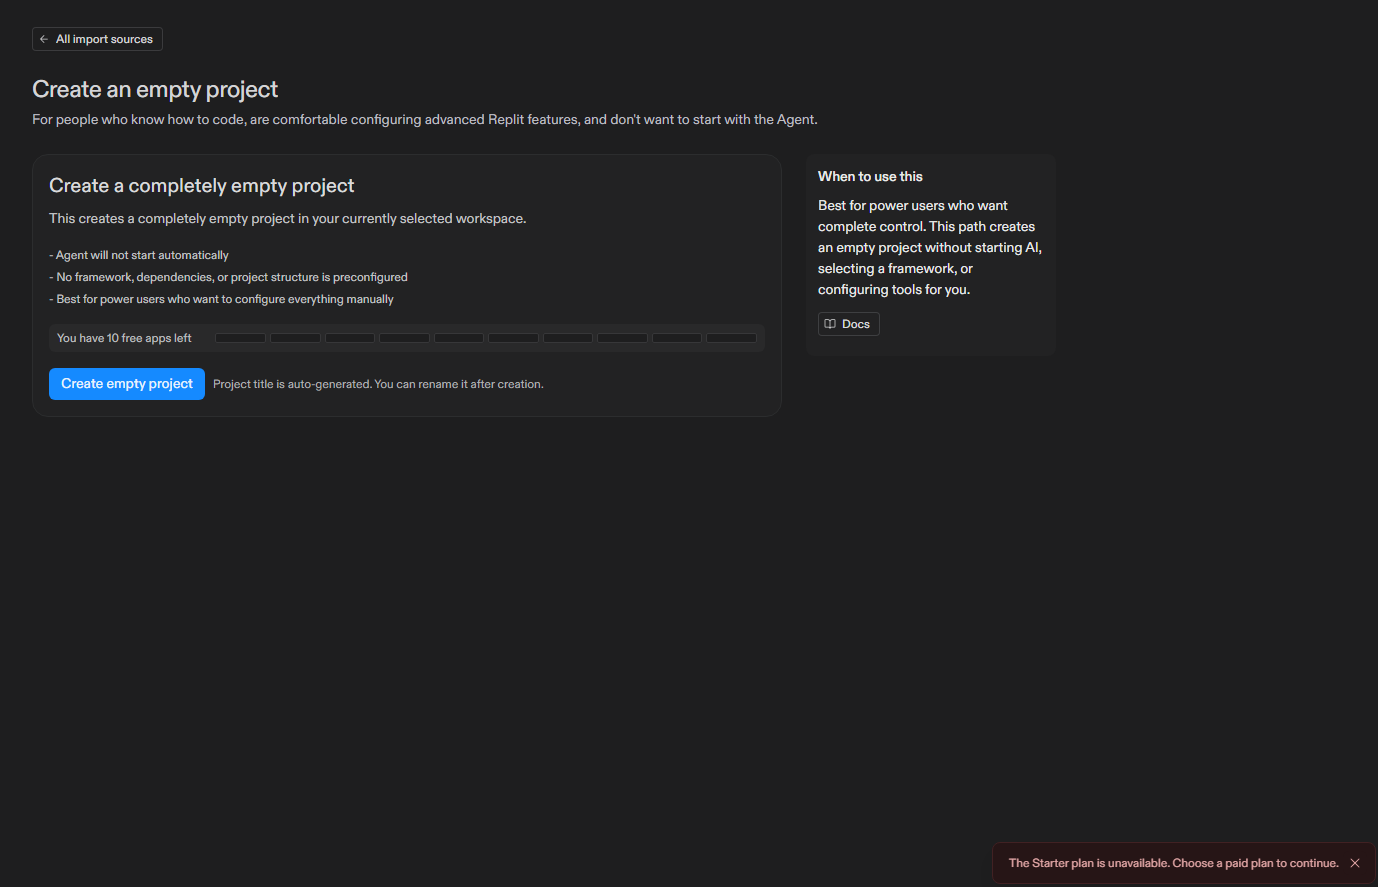 All import sources
Create an empty project
For people who know how to code, are comfortable configuring advanced Replit features, and don't want to start with the Agent.
Create a completely empty project
This creates a completely empty project in your currently selected workspace.
- Agent will not start automatically
- No framework, dependencies, or project structure is preconfigured
- Best for power users who want to configure everything manually
You have 10 free apps left
Create empty project
Project title is auto-generated. You can rename it after creation.
When to use this
Best for power users who want
complete control. This path creates
an empty project without starting AI,
selecting a framework, or
configuring tools for you.
Docs
The Starter plan is unavailable. Choose a paid plan to continue.